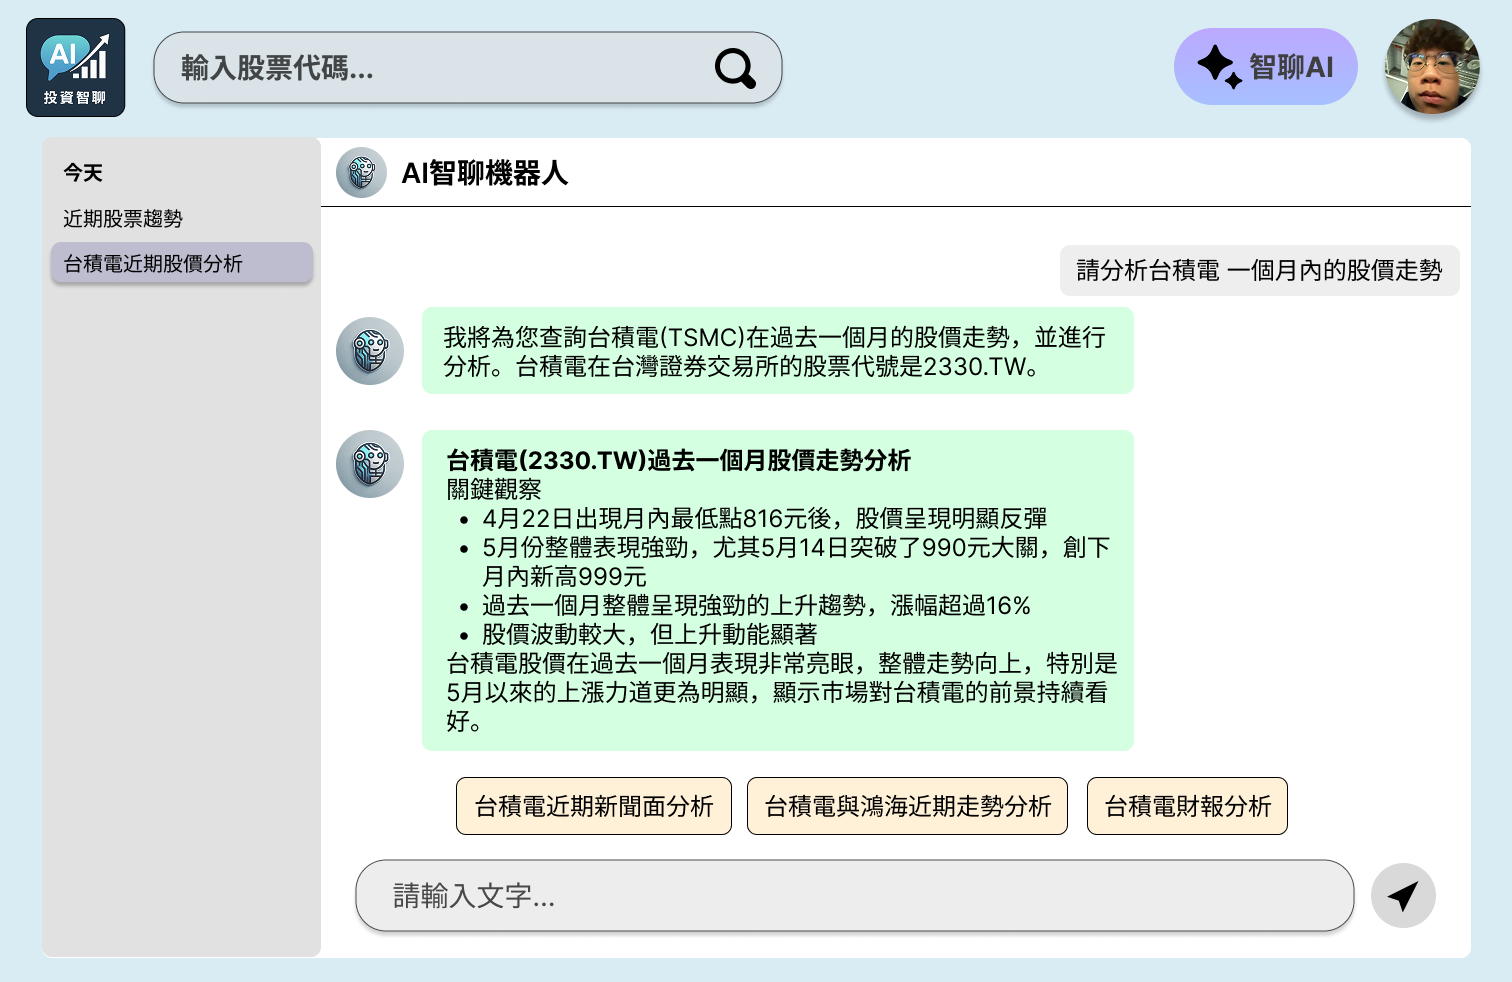 AI
投資智聊
輸入股票代碼...
智聊AI
今天
近期股票趨勢
台積電近期股價分析
AI智聊機器人
請分析台積電 一個月內的股價走勢
我將為您查詢台積電(TSMC)在過去一個月的股價走勢，並進行
分析。台積電在台灣證券交易所的股票代號是2330.TW。
台積電(2330.TW)過去一個月股價走勢分析
關鍵觀察
• 4月22日出現月內最低點816元後，股價呈現明顯反彈
• 5月份整體表現強勁，尤其5月14日突破了990元大關，創下
月內新高999元
• 過去一個月整體呈現強勁的上升趨勢，漲幅超過16%
• 股價波動較大，但上升動能顯著
台積電股價在過去一個月表現非常亮眼，整體走勢向上，特別是
5月以來的上漲力道更為明顯，顯示市場對台積電的前景持續看
好。
台積電近期新聞面分析
台積電與鴻海近期走勢分析
台積電財報分析
請輸入文字...